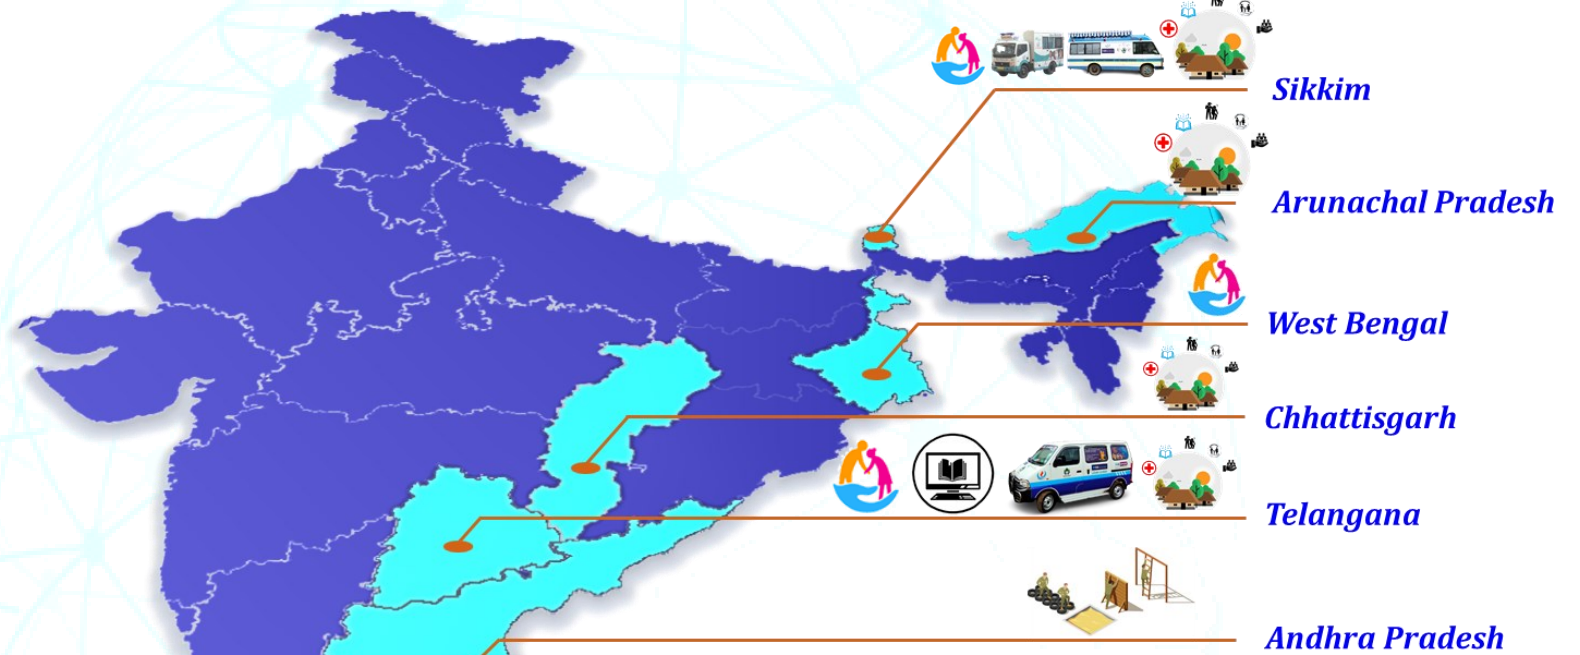 Sikkim
Arunachal Pradesh
West Bengal
Chhattisgarh
Telangana
Andhra Pradesh